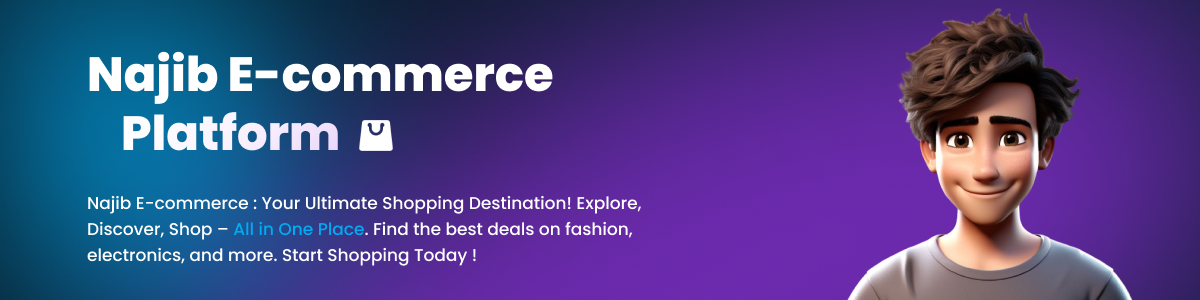 Najib E-commerce
Platform
Najib E-commerce : Your Ultimate Shopping Destination! Explore,
Discover, Shop – All in One Place. Find the best deals on fashion,
electronics, and more. Start Shopping Today !